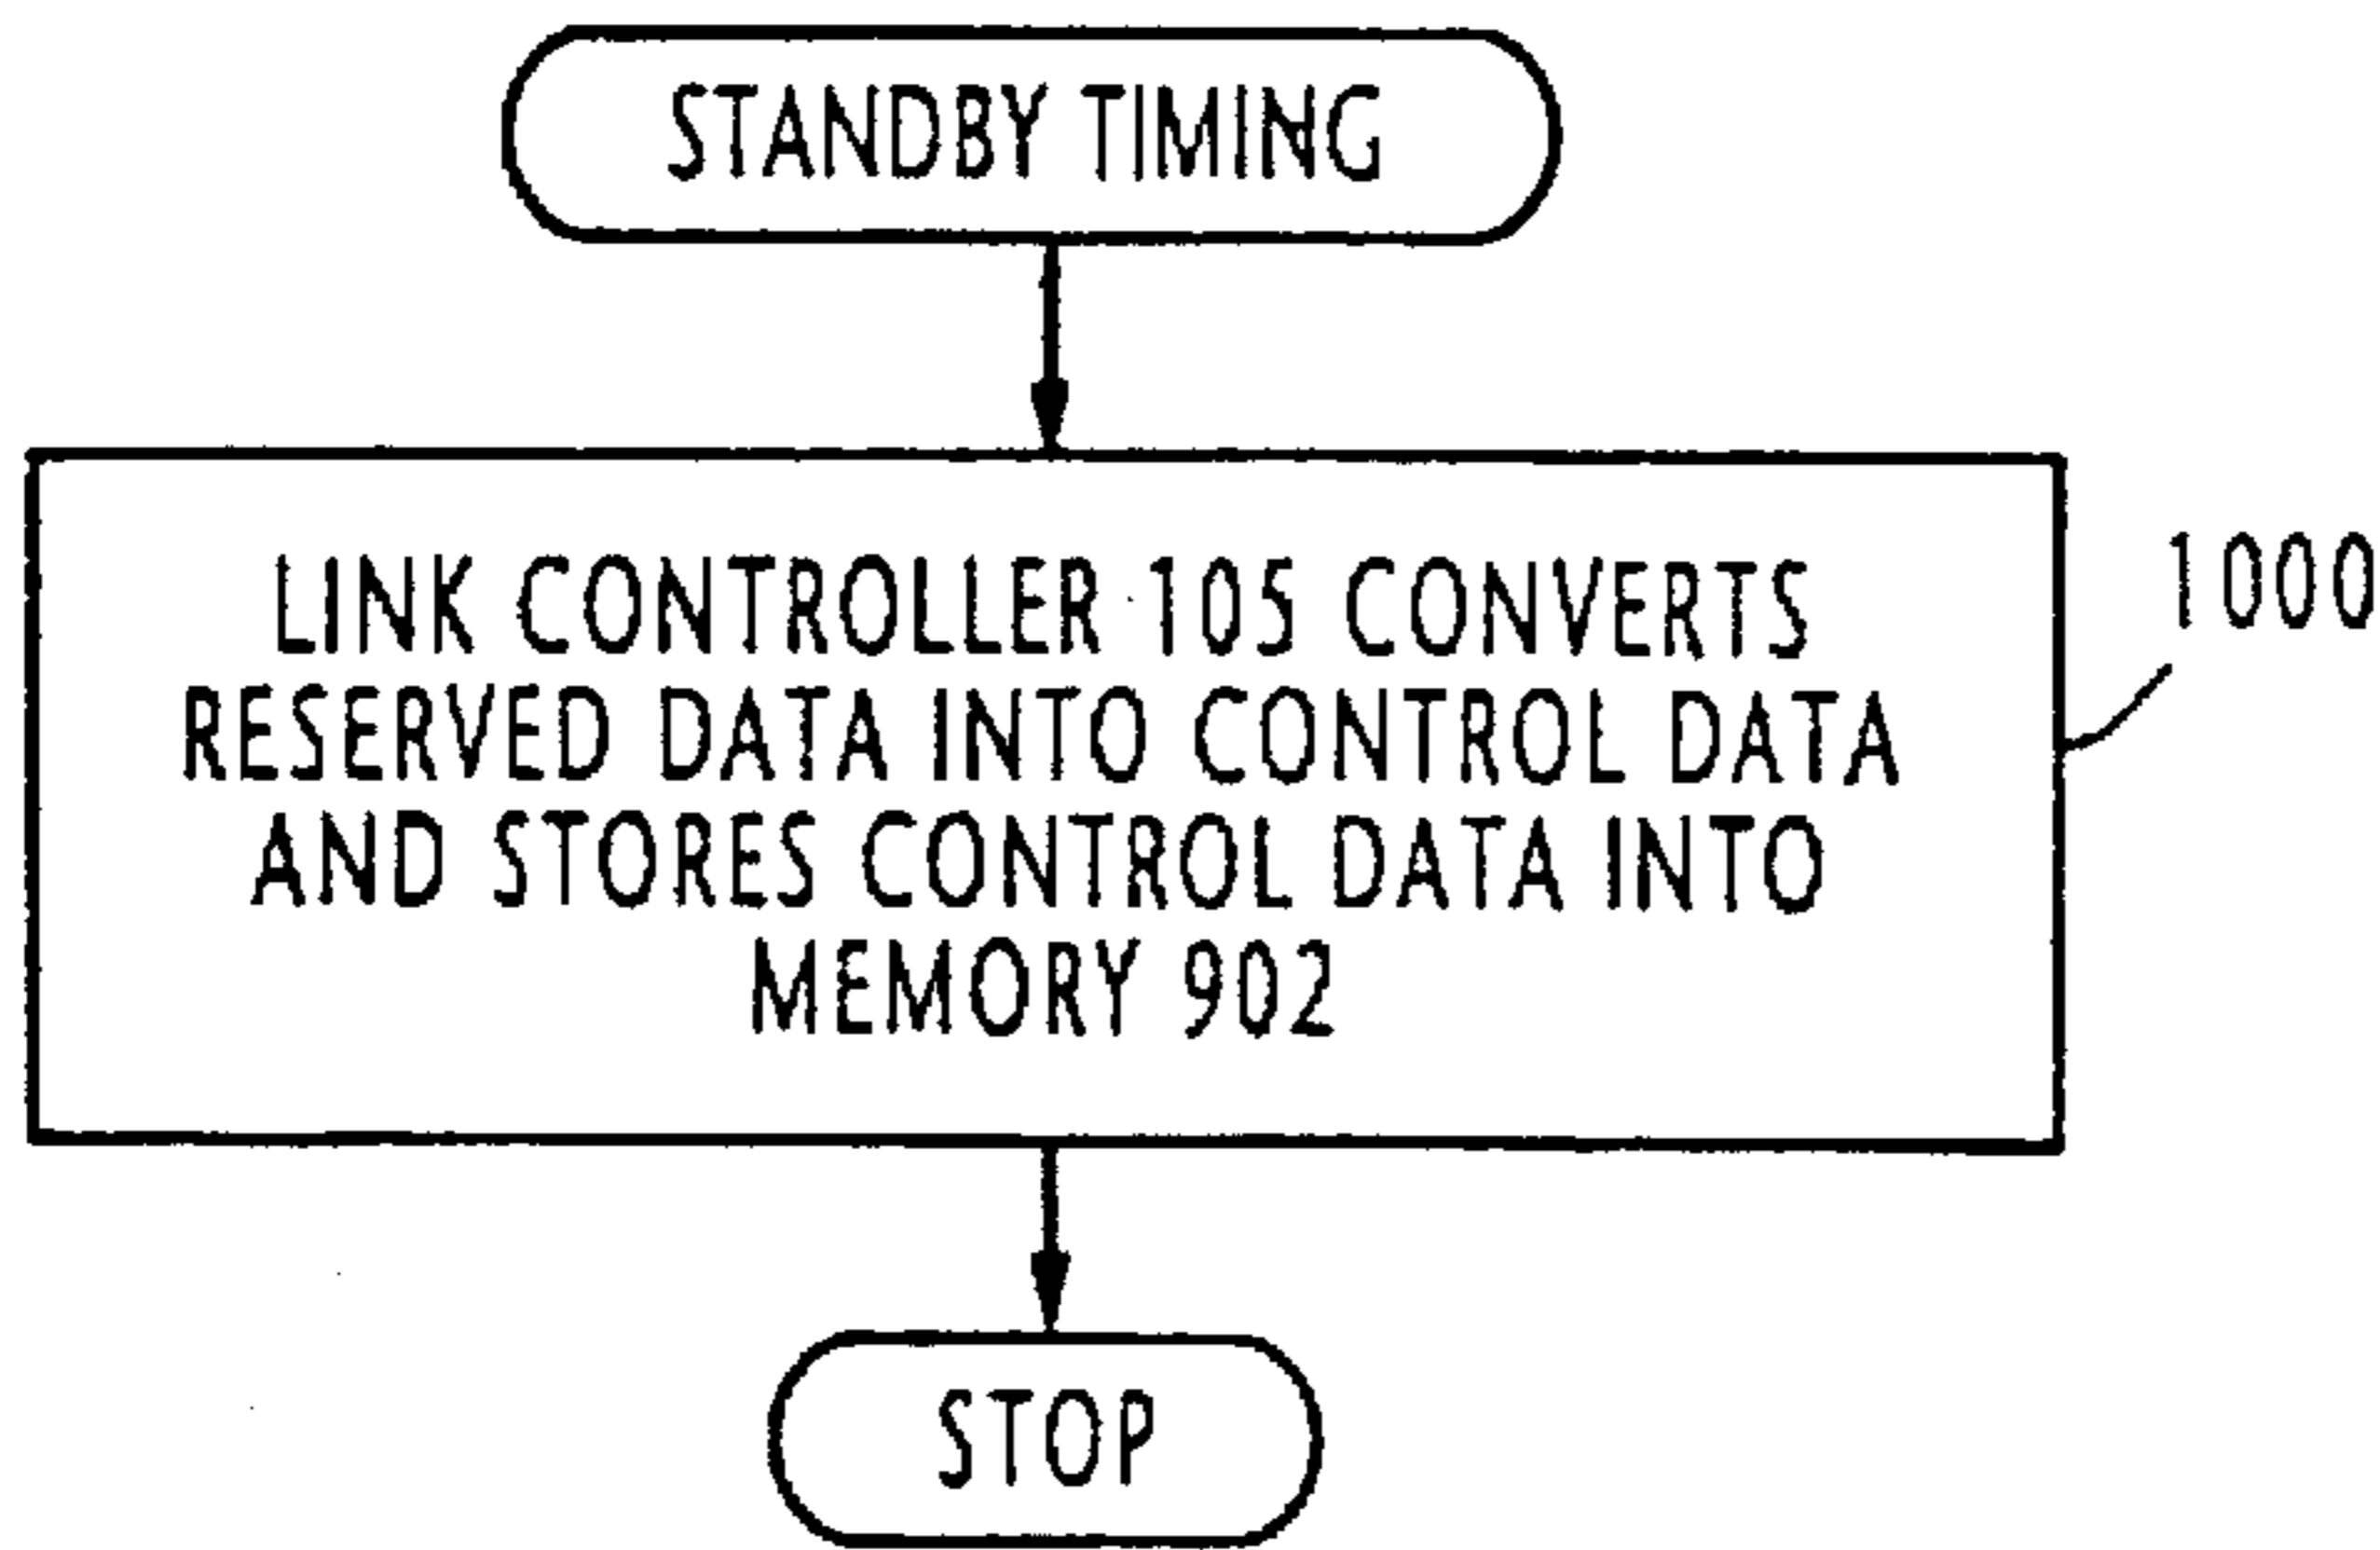 STANDBY TIMING
LINK CONTROLLER 105 CONVERTS
RESERVED DATA INTO CONTROL DATA
AND STORES CONTROL DATA INTO
MEMORY 902
1000
STOP